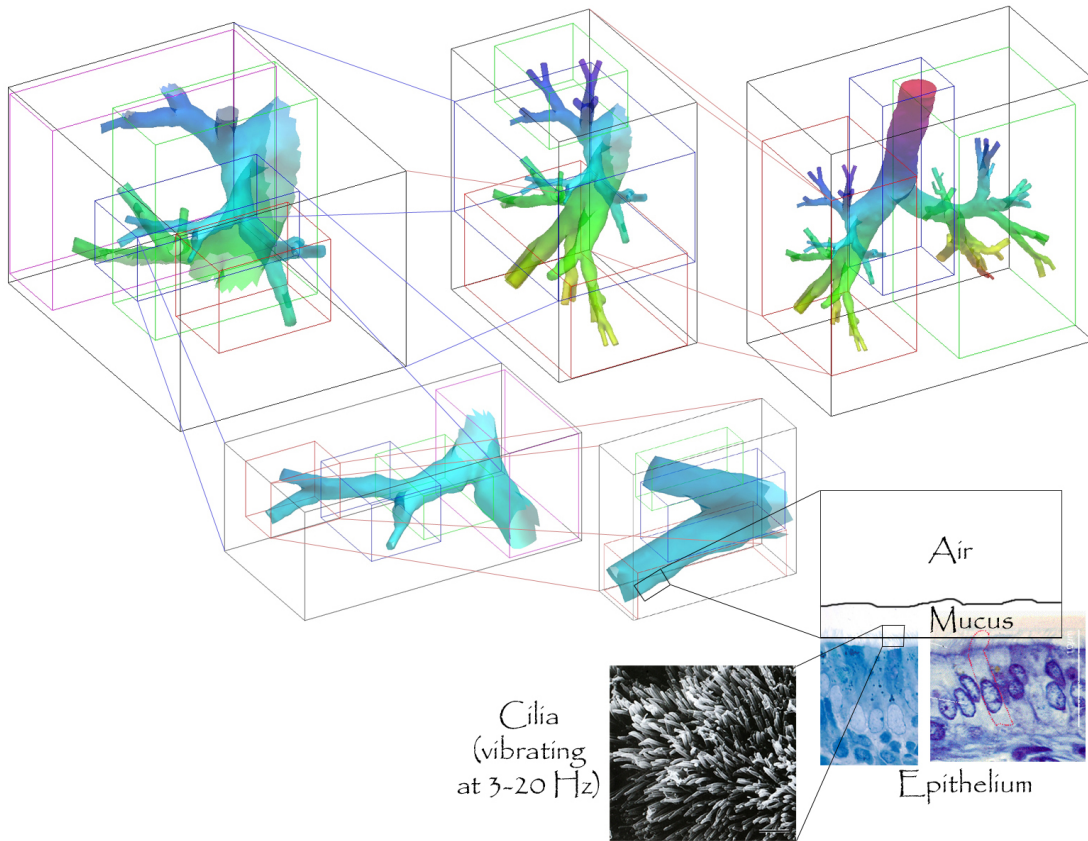 Air
Mucus
Cilia
(vibrating
at 3-20 Hz)
Epithelium